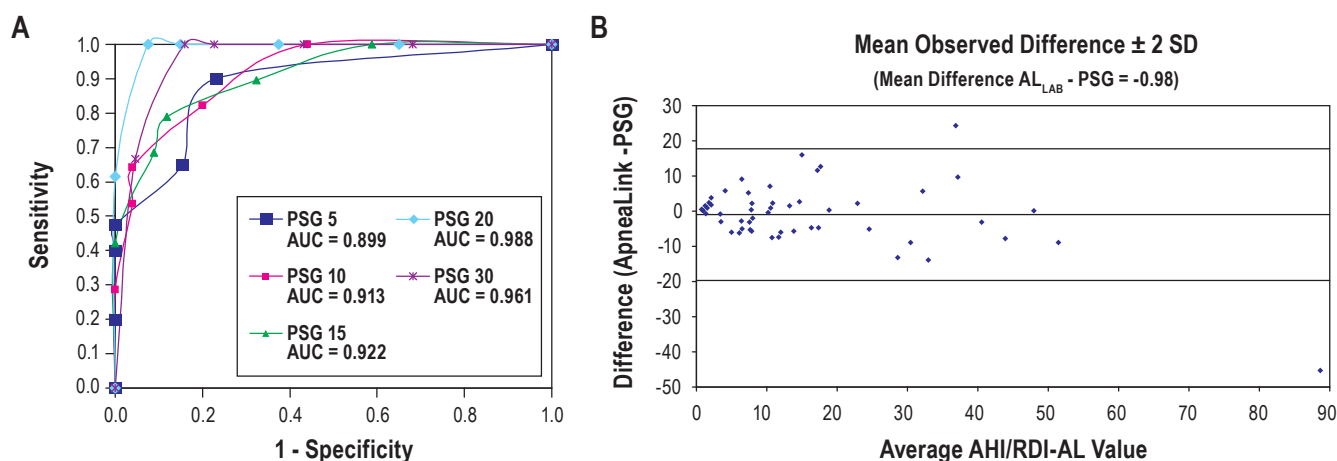 A
Sensitivity
1.0
0.9
0.8
0.7
0.6
0.5
0.4
0.3
0.2
0.1
0.0
0.0
0.2
0.4
0.6
0.8
1.0
1 - Specificity
PSG 5
AUC = 0.899
PSG 10
AUC = 0.913
PSG 15
AUC = 0.922
PSG 20
AUC = 0.988
PSG 30
AUC = 0.961
B
Mean Observed Difference ± 2 SD
(Mean Difference AL_LAB - PSG = -0.98)
Difference (ApneaLink -PSG)
30
20
10
0
-10
-20
-30
-40
-50
0
10
20
30
40
50
60
70
80
90
Average AHI/RDI-AL Value